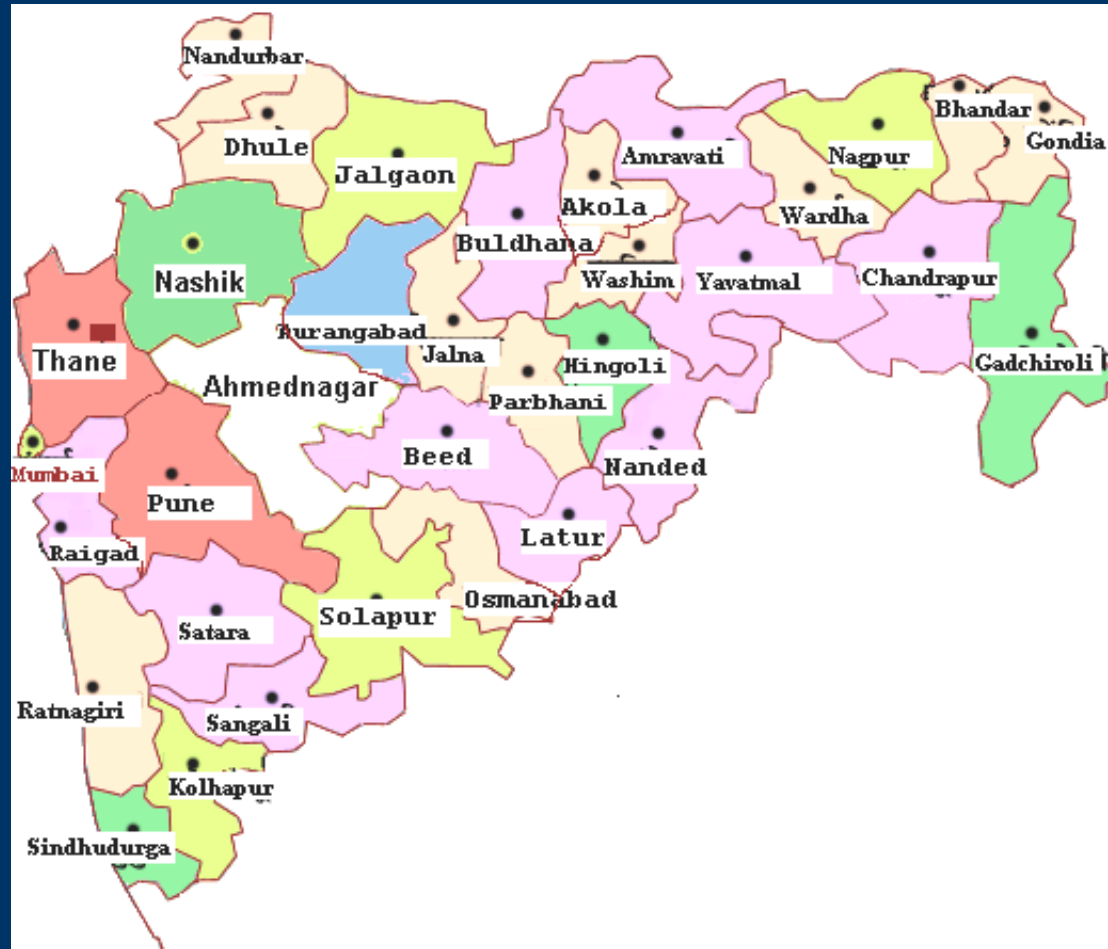 Nandurbar
Bhandar
Gondia
Dhule
Jalgaon
Amravati
Nagpur
Akola
Wardha
Buldhana
Nashik
Washim
Yavatmal
Chandrapur
Aurangabad
Thane
Jalna
Hingoli
Gadchiroli
Ahmednagar
Parbhani
Beed
Nanded
Mumbai
Pune
Latur
Raigad
Osmanabad
Solapur
Satara
Ratnagiri
Sangali
Kolhapur
Sindhudurga